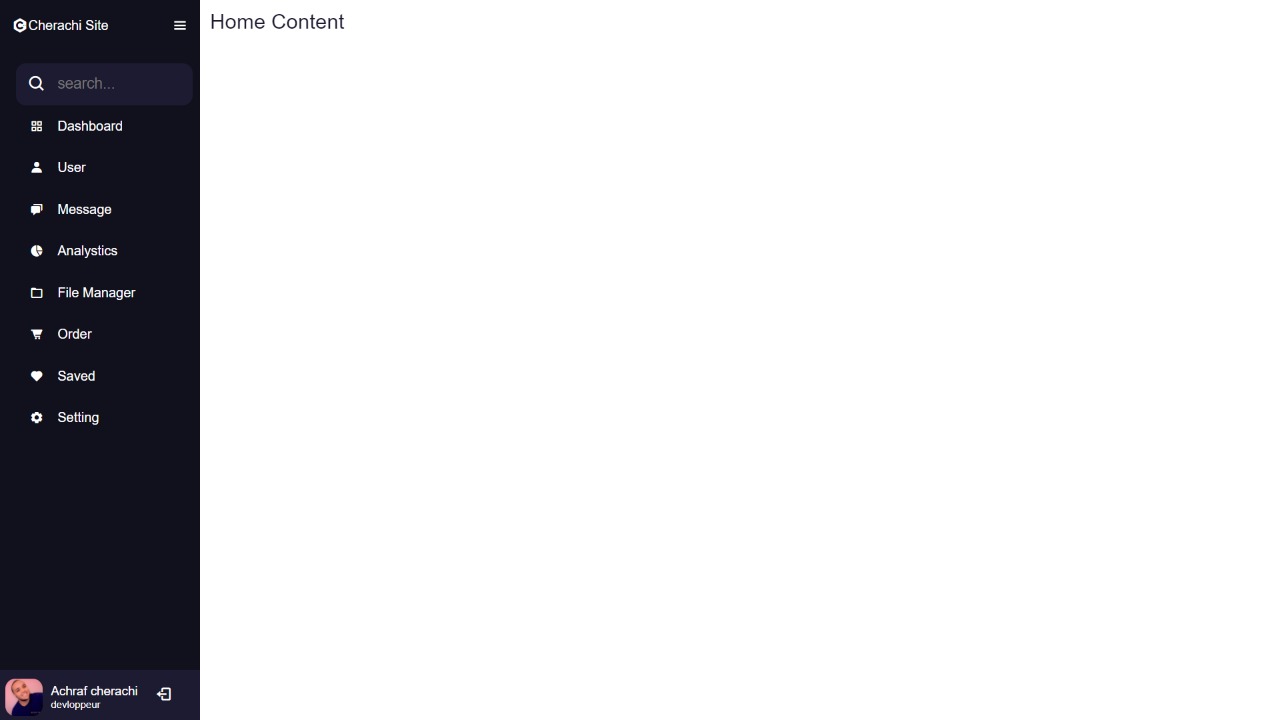 Cherachi Site
Home Content
search...
Dashboard
User
Message
Analystics
File Manager
Order
Saved
Setting
Achraf cherachi
devloppeur